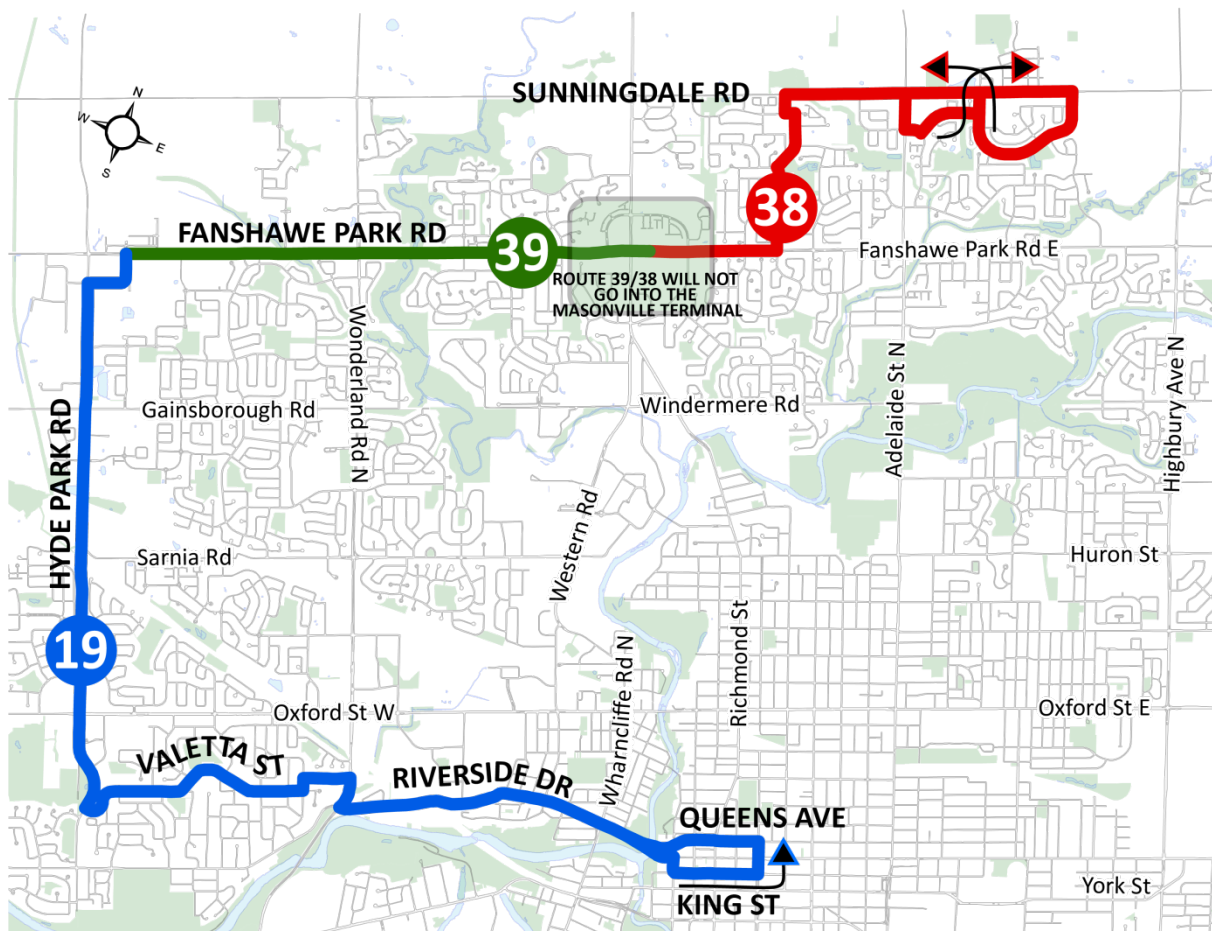 SUNNINGDALE RD
N
W
E
S
38
FANSHAWE PARK RD
39
Fanshawe Park Rd E
ROUTE 39/38 WILL NOT
GO INTO THE
MASONVILLE TERMINAL
Wonderland Rd N
Adelaide St N
Highbury Ave N
Gainsborough Rd
Windermere Rd
HYDE PARK RD
Western Rd
Sarnia Rd
Huron St
19
Richmond St
Wharncliffe Rd N
Oxford St W
Oxford St E
VALETTA ST
RIVERSIDE DR
QUEENS AVE
York St
KING ST